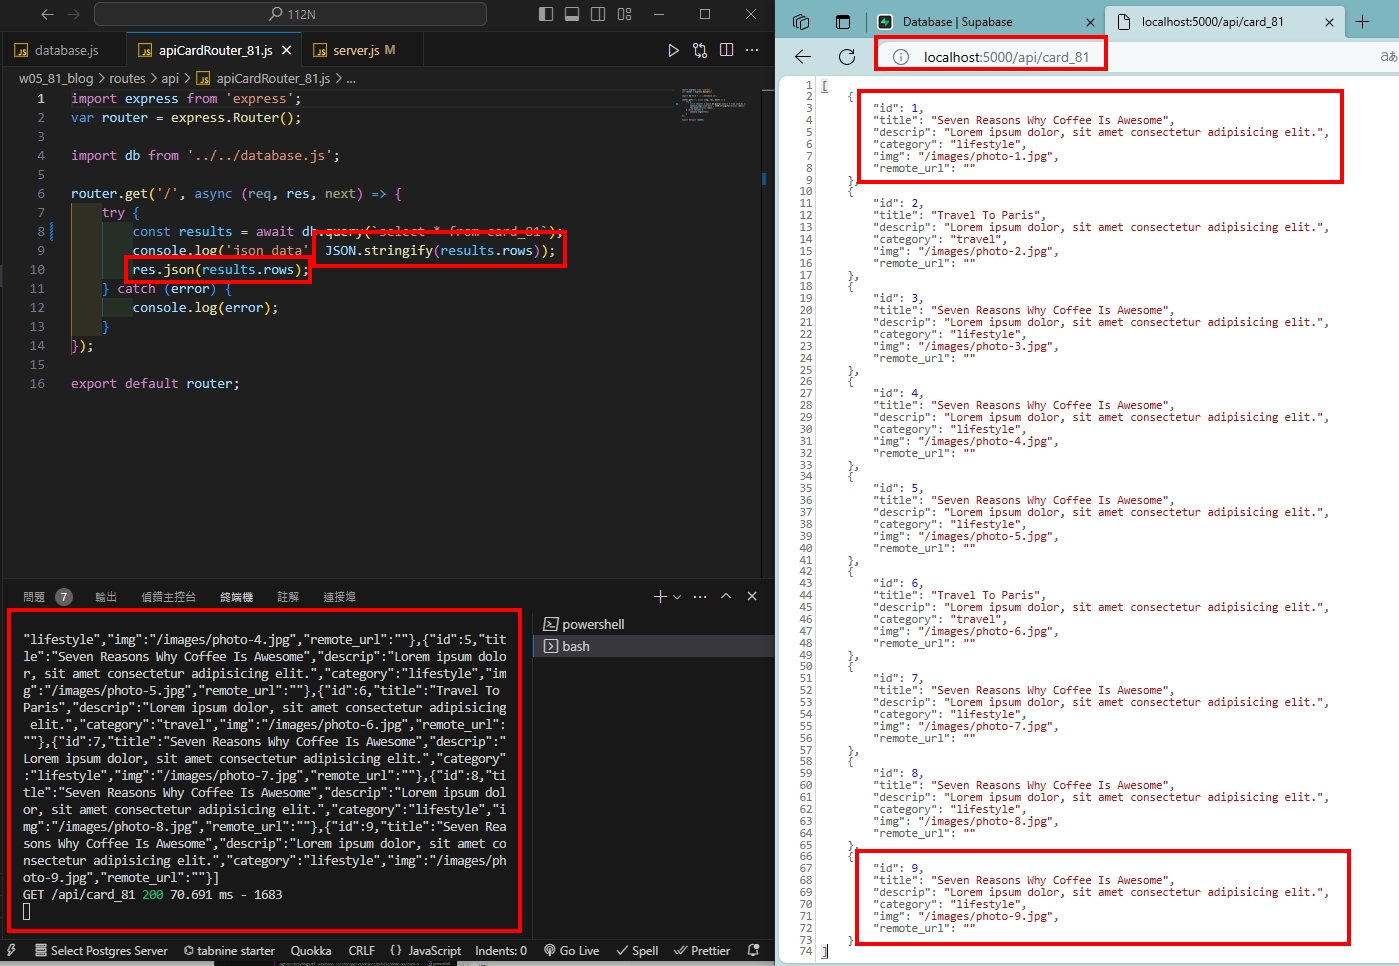 112N
database.js
apiCardRouter_81.js
server.js M
w05_81_blog > routes > api > apiCardRouter_81.js > ...
1 import express from 'express';
2 var router = express.Router();
3
4 import db from '../../database.js';
5
6 router.get('/', async (req, res, next) => {
7 try {
8 const results = await db.query(`select * from card_81`);
9 console.log('json data' JSON.stringify(results.rows));
10 res.json(results.rows);
11 } catch (error) {
12 console.log(error);
13 }
14 });
15
16 export default router;
問題 7 輸出 偵錯主控台 終端機 註解 連接埠
powershell
bash
"lifestyle","img":"/images/photo-4.jpg","remote_url":""},{"id":5,"tit
le":"Seven Reasons Why Coffee Is Awesome","descrip":"Lorem ipsum dolo
r, sit amet consectetur adipisicing elit.","category":"lifestyle","im
g":"/images/photo-5.jpg","remote_url":""},{"id":6,"title":"Travel To
Paris","descrip":"Lorem ipsum dolor, sit amet consectetur adipisicing
elit.","category":"travel","img":"/images/photo-6.jpg","remote_url":
""},{"id":7,"title":"Seven Reasons Why Coffee Is Awesome","descrip":"
Lorem ipsum dolor, sit amet consectetur adipisicing elit.","category"
:"lifestyle","img":"/images/photo-7.jpg","remote_url":""},{"id":8,"ti
tle":"Seven Reasons Why Coffee Is Awesome","descrip":"Lorem ipsum dol
or, sit amet consectetur adipisicing elit.","category":"lifestyle","i
mg":"/images/photo-8.jpg","remote_url":""},{"id":9,"title":"Seven Rea
sons Why Coffee Is Awesome","descrip":"Lorem ipsum dolor, sit amet co
nsectetur adipisicing elit.","category":"lifestyle","img":"/images/ph
oto-9.jpg","remote_url":""}]
GET /api/card_81 200 70.691 ms - 1683
Select Postgres Server tabnine starter Quokka CRLF {} JavaScript Indents: 0 Go Live Spell Prettier
Database | Supabase
localhost:5000/api/card_81
localhost:5000/api/card_81
aあ
1 [
2 {
3 "id": 1,
4 "title": "Seven Reasons Why Coffee Is Awesome",
5 "descrip": "Lorem ipsum dolor, sit amet consectetur adipisicing elit.",
6 "category": "lifestyle",
7 "img": "/images/photo-1.jpg",
8 "remote_url": ""
9 },
10 {
11 "id": 2,
12 "title": "Travel To Paris",
13 "descrip": "Lorem ipsum dolor, sit amet consectetur adipisicing elit.",
14 "category": "travel",
15 "img": "/images/photo-2.jpg",
16 "remote_url": ""
17 },
18 {
19 "id": 3,
20 "title": "Seven Reasons Why Coffee Is Awesome",
21 "descrip": "Lorem ipsum dolor, sit amet consectetur adipisicing elit.",
22 "category": "lifestyle",
23 "img": "/images/photo-3.jpg",
24 "remote_url": ""
25 },
26 {
27 "id": 4,
28 "title": "Seven Reasons Why Coffee Is Awesome",
29 "descrip": "Lorem ipsum dolor, sit amet consectetur adipisicing elit.",
30 "category": "lifestyle",
31 "img": "/images/photo-4.jpg",
32 "remote_url": ""
33 },
34 {
35 "id": 5,
36 "title": "Seven Reasons Why Coffee Is Awesome",
37 "descrip": "Lorem ipsum dolor, sit amet consectetur adipisicing elit.",
38 "category": "lifestyle",
39 "img": "/images/photo-5.jpg",
40 "remote_url": ""
41 },
42 {
43 "id": 6,
44 "title": "Travel To Paris",
45 "descrip": "Lorem ipsum dolor, sit amet consectetur adipisicing elit.",
46 "category": "travel",
47 "img": "/images/photo-6.jpg",
48 "remote_url": ""
49 },
50 {
51 "id": 7,
52 "title": "Seven Reasons Why Coffee Is Awesome",
53 "descrip": "Lorem ipsum dolor, sit amet consectetur adipisicing elit.",
54 "category": "lifestyle",
55 "img": "/images/photo-7.jpg",
56 "remote_url": ""
57 },
58 {
59 "id": 8,
60 "title": "Seven Reasons Why Coffee Is Awesome",
61 "descrip": "Lorem ipsum dolor, sit amet consectetur adipisicing elit.",
62 "category": "lifestyle",
63 "img": "/images/photo-8.jpg",
64 "remote_url": ""
65 },
66 {
67 "id": 9,
68 "title": "Seven Reasons Why Coffee Is Awesome",
69 "descrip": "Lorem ipsum dolor, sit amet consectetur adipisicing elit.",
70 "category": "lifestyle",
71 "img": "/images/photo-9.jpg",
72 "remote_url": ""
73 }
74 ]